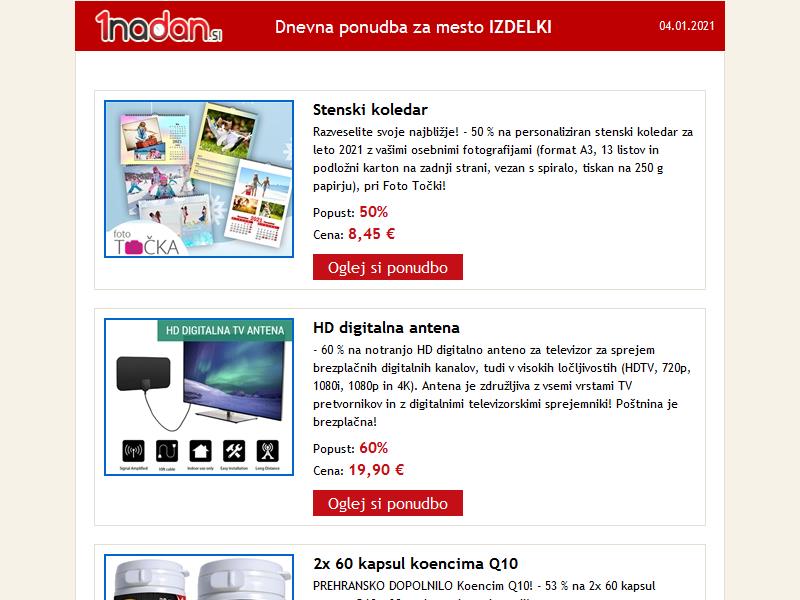 1nadan.si
Dnevna ponudba za mesto IZDELKI
04.01.2021
Stenski koledar
Razveselite svoje najbližje! - 50 % na personaliziran stenski koledar za
leto 2021 z vašimi osebnimi fotografijami (format A3, 13 listov in
podložni karton na zadnji strani, vezan s spiralo, tiskan na 250 g
papirju), pri Foto Točki!
Popust: 50%
Cena: 8,45 €
Oglej si ponudbo
foto
TOČKA
HD DIGITALNA TV ANTENA
Signal Amplified
10ft cable
Indoor use only
Easy Installation
Long Distance
HD digitalna antena
- 60 % na notranjo HD digitalno anteno za televizor za sprejem
brezplačnih digitalnih kanalov, tudi v visokih ločljivostih (HDTV, 720p,
1080i, 1080p in 4K). Antena je združljiva z vsemi vrstami TV
pretvornikov in z digitalnimi televizorskimi sprejemniki! Poštnina je
brezplačna!
Popust: 60%
Cena: 19,90 €
Oglej si ponudbo
2x 60 kapsul koencima Q10
PREHRANSKO DOPOLNILO Koencim Q10! - 53 % na 2x 60 kapsul